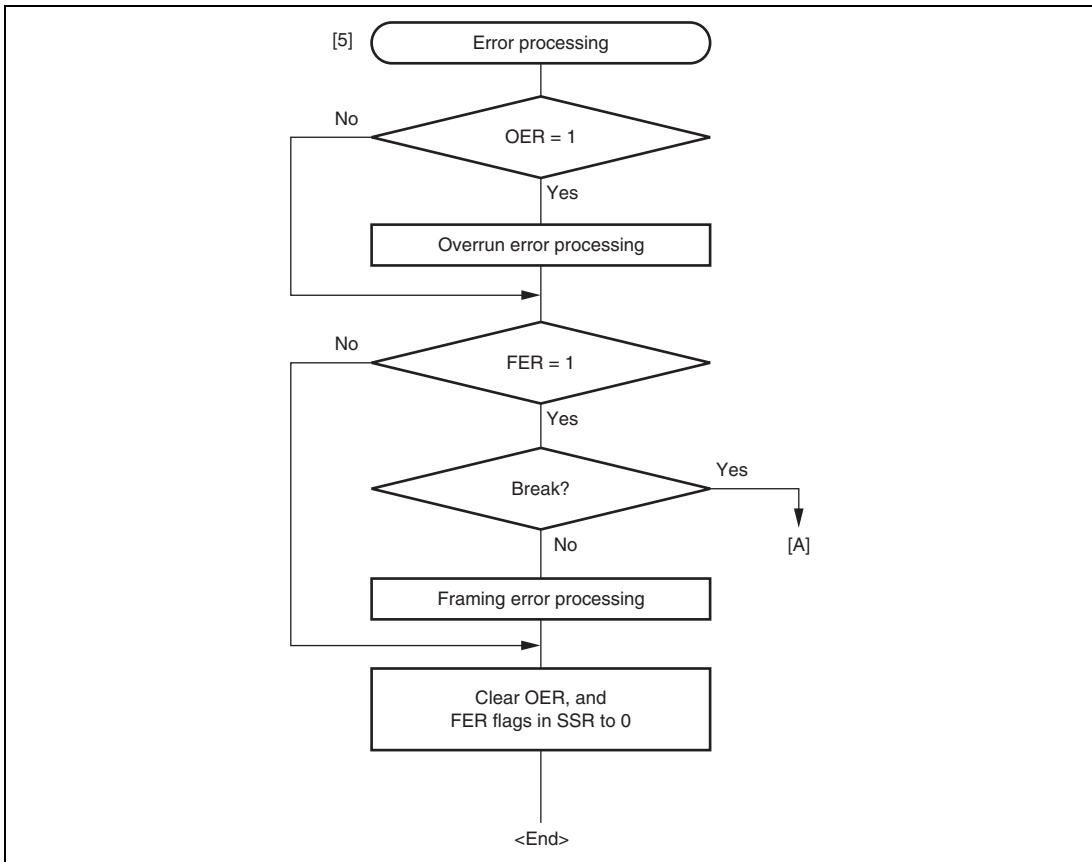 [5]
Error processing
No
OER = 1
Yes
Overrun error processing
No
FER = 1
Yes
Break?
Yes
[A]
No
Framing error processing
Clear OER, and
FER flags in SSR to 0
<End>